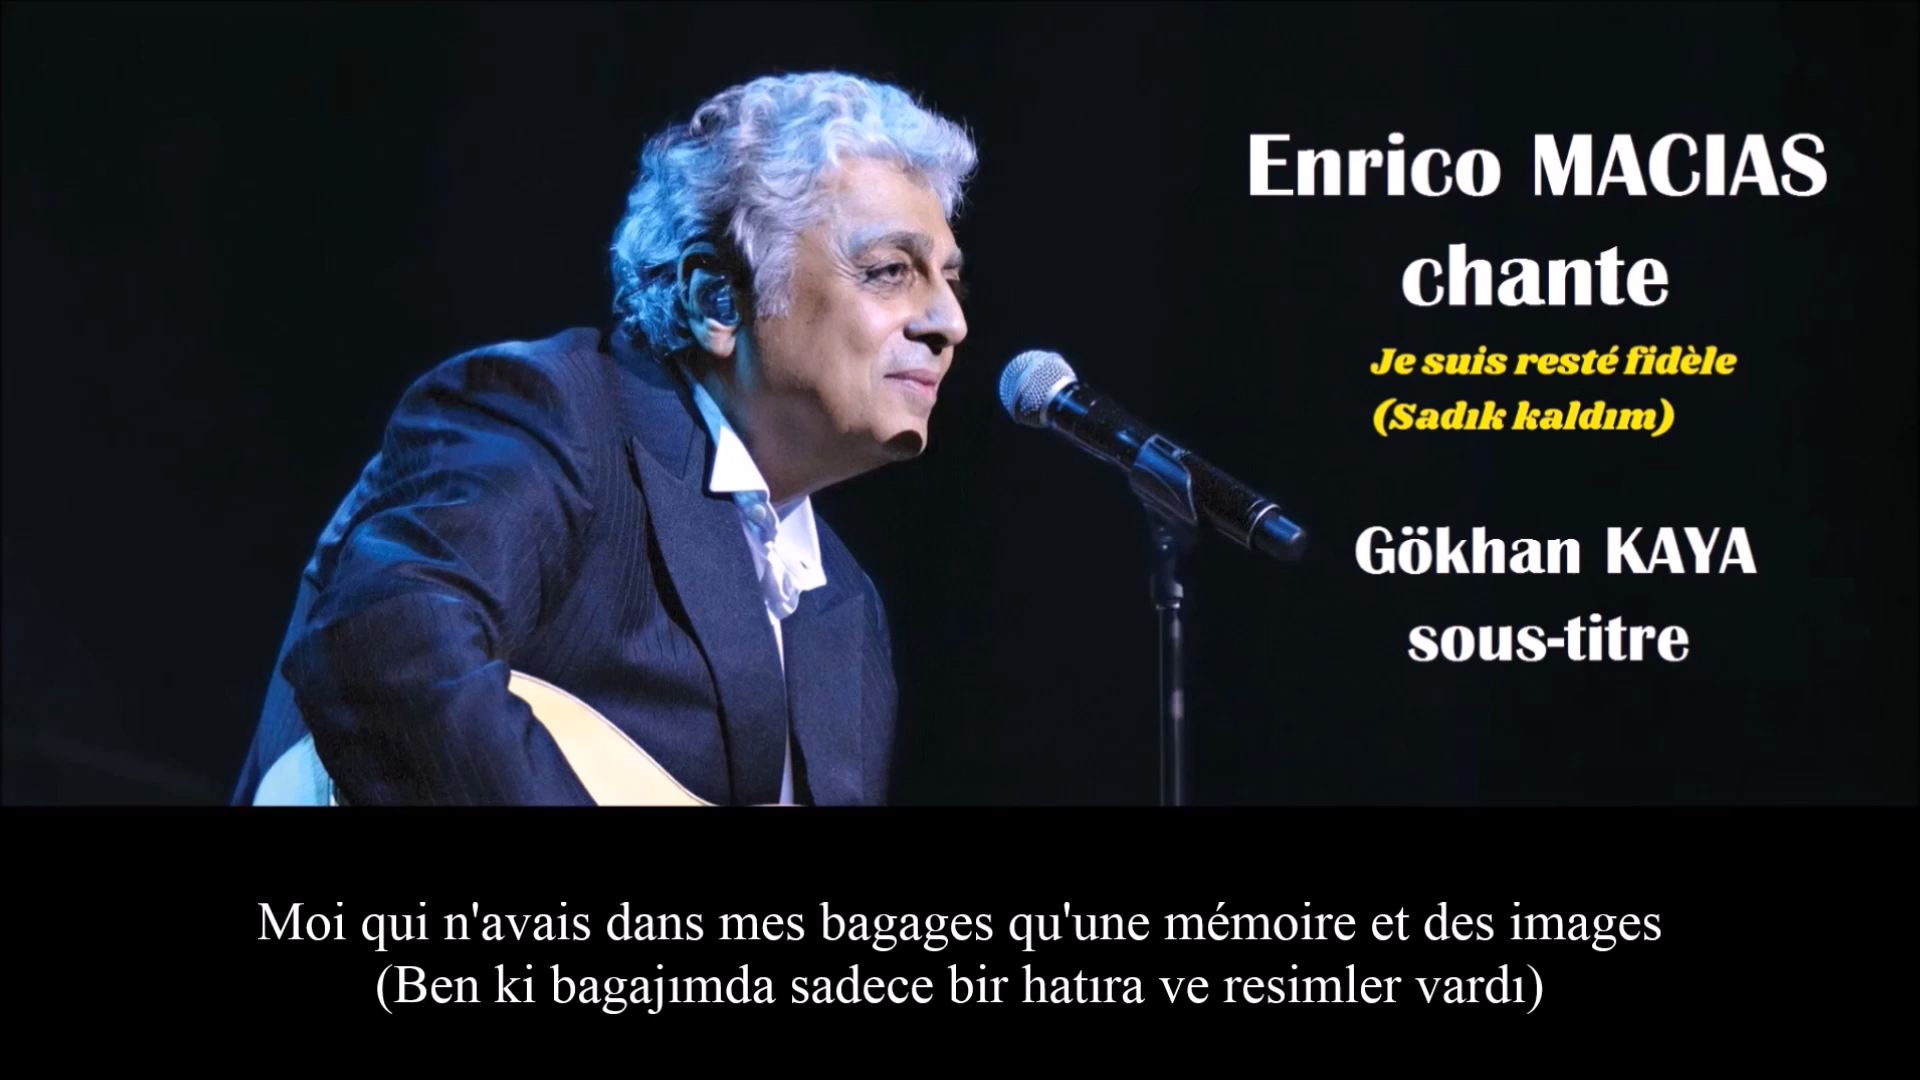 Enrico MACIAS
chante
Je suis resté fidèle
(Sadık kaldım)
Gökhan KAYA
sous-titre
Moi qui n'avais dans mes bagages qu'une mémoire et des images
(Ben ki bagajımda sadece bir hatıra ve resimler vardı)